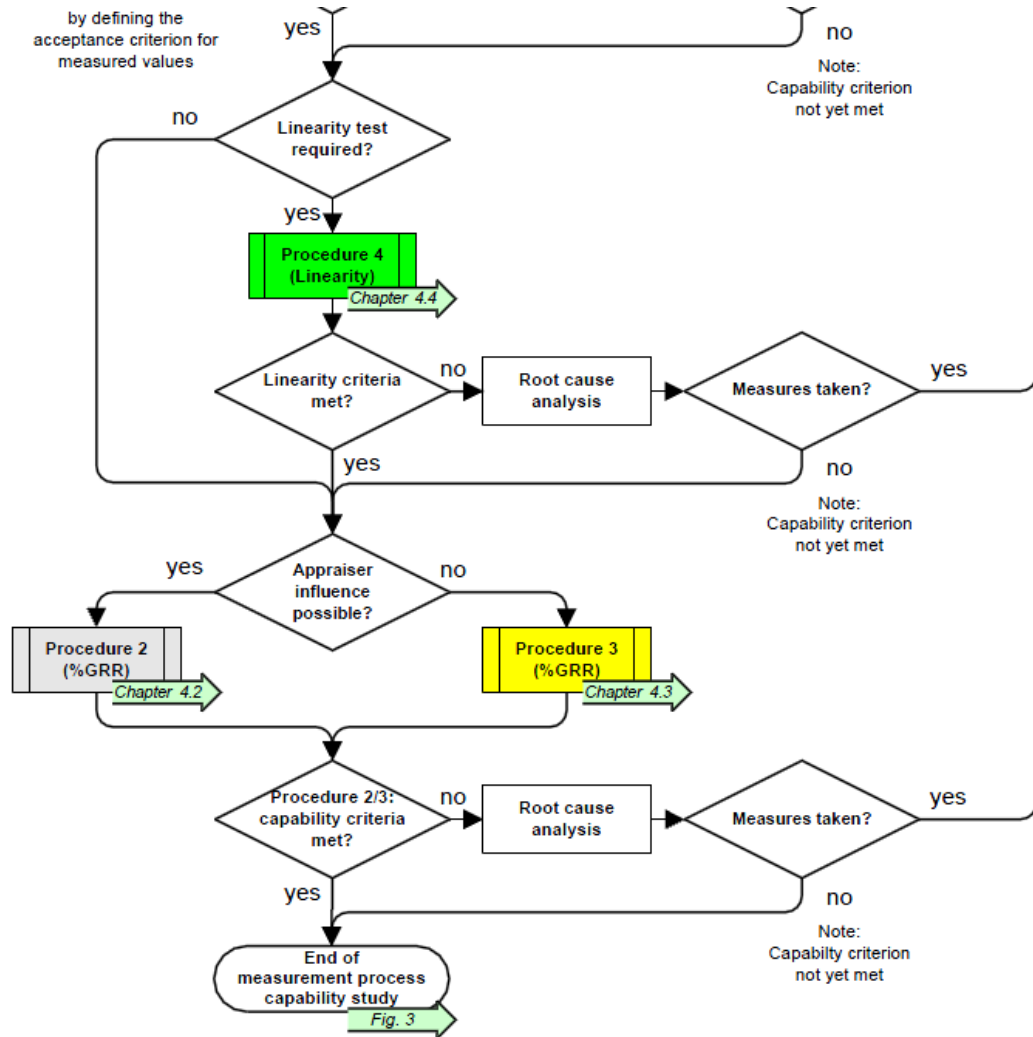 by defining the
acceptance criterion for
measured values
yes
no
Note:
Capability criterion
not yet met
no
Linearity test
required?
yes
Procedure 4
(Linearity)
Chapter 4.4
Linearity criteria
met?
no
Root cause
analysis
Measures taken?
yes
yes
no
Note:
Capability criterion
not yet met
yes
Appraiser
influence
possible?
no
Procedure 2
(%GRR)
Chapter 4.2
Procedure 3
(%GRR)
Chapter 4.3
Procedure 2/3:
capability criteria
met?
no
Root cause
analysis
Measures taken?
yes
yes
no
Note:
Capabilty criterion
not yet met
End of
measurement process
capability study
Fig. 3